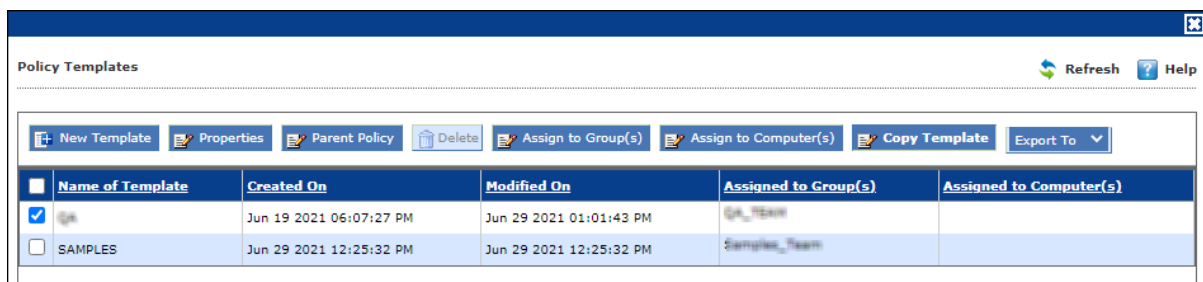 Policy Templates Refresh Help
New Template Properties Parent Policy Delete Assign to Group(s) Assign to Computer(s) Copy Template Export To
Name of Template Created On Modified On Assigned to Group(s) Assigned to Computer(s)
Jun 19 2021 06:07:27 PM Jun 29 2021 01:01:43 PM
SAMPLES Jun 29 2021 12:25:32 PM Jun 29 2021 12:25:32 PM